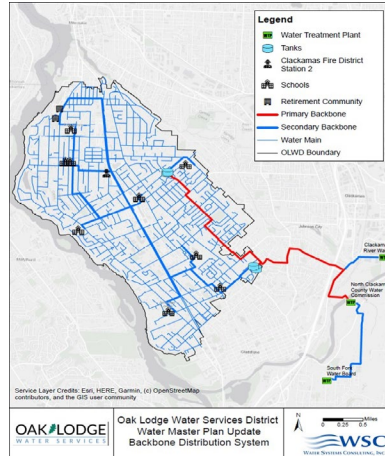 Legend
Water Treatment Plant
Tanks
Clackamas Fire District
Station 2
Schools
Retirement Community
Primary Backbone
Secondary Backbone
Water Main
OLWD Boundary
Clackamas
River Wa
North Clackamas
County Water
Commission
South Fork
Water Board
Service Layer Credits: Esri, HERE, Garmin, (c) OpenStreetMap
contributors, and the GIS user community
OAK LODGE
WATER SERVICES
Oak Lodge Water Services District
Water Master Plan Update
Backbone Distribution System
N
0 0.25 0.5
Miles
WSC
WATER SYSTEMS CONSULTING, INC